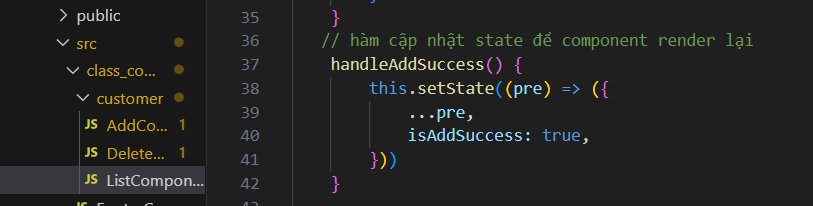 public
src
class_co...
customer
JS AddCo... 1
JS Delete... 1
JS ListCompon...
35 }
36 // hàm cập nhật state để component render lại
37 handleAddSuccess() {
38 this.setState((pre) => ({
39 ...pre,
40 isAddSuccess: true,
41 }))
42 }